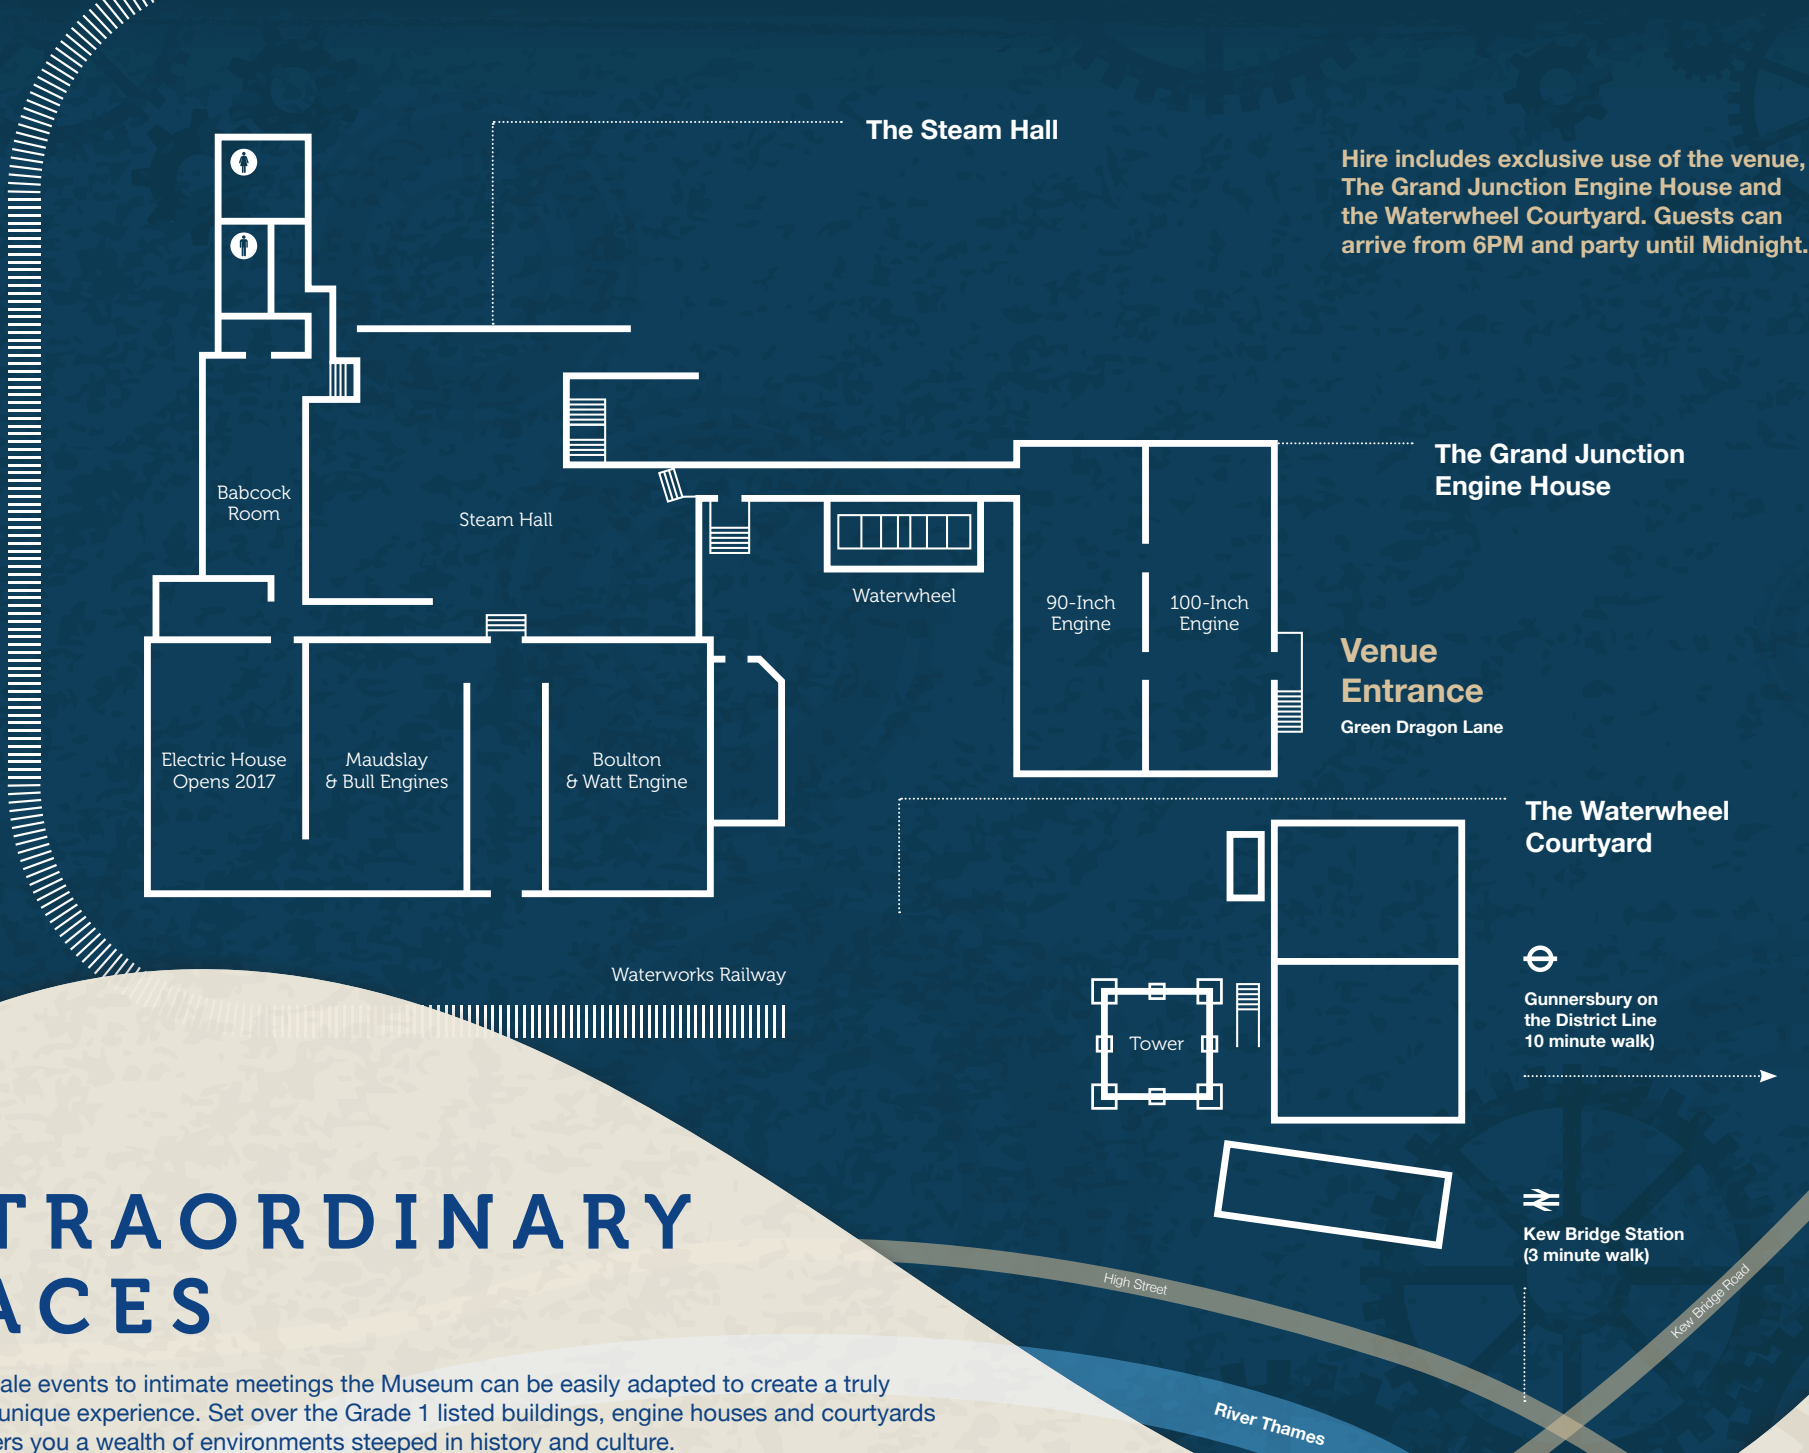 The Steam Hall
Hire includes exclusive use of the venue,
The Grand Junction Engine House and
the Waterwheel Courtyard. Guests can
arrive from 6PM and party until Midnight.
Babcock
Room
Steam Hall
The Grand Junction
Engine House
Waterwheel
90-Inch
Engine
100-Inch
Engine
Venue
Entrance
Green Dragon Lane
Electric House
Opens 2017
Maudslay
& Bull Engines
Boulton
& Watt Engine
The Waterwheel
Courtyard
Waterworks Railway
Tower
Gunnersbury on
the District Line
10 minute walk)
Kew Bridge Station
(3 minute walk)
High Street
Kew Bridge Road
River Thames
TRAORDINARY
ACES
ale events to intimate meetings the Museum can be easily adapted to create a truly
unique experience. Set over the Grade 1 listed buildings, engine houses and courtyards
ers you a wealth of environments steeped in history and culture.